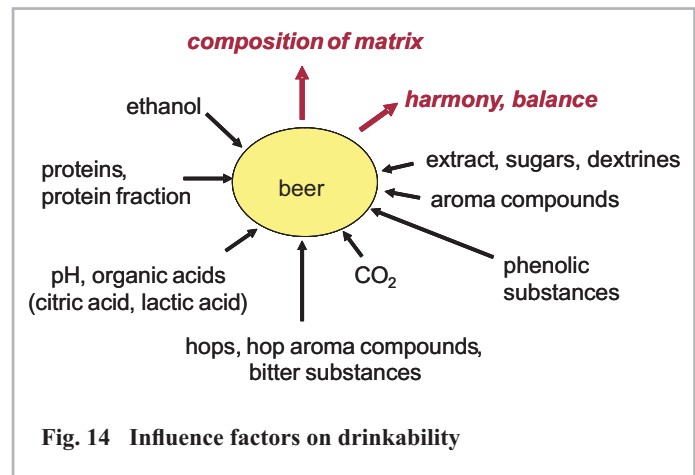 composition of matrix
harmony, balance
ethanol
extract, sugars, dextrines
proteins,
protein fraction
beer
aroma compounds
pH, organic acids
(citric acid, lactic acid)
CO₂
phenolic
substances
hops, hop aroma compounds,
bitter substances
Fig. 14 Influence factors on drinkability